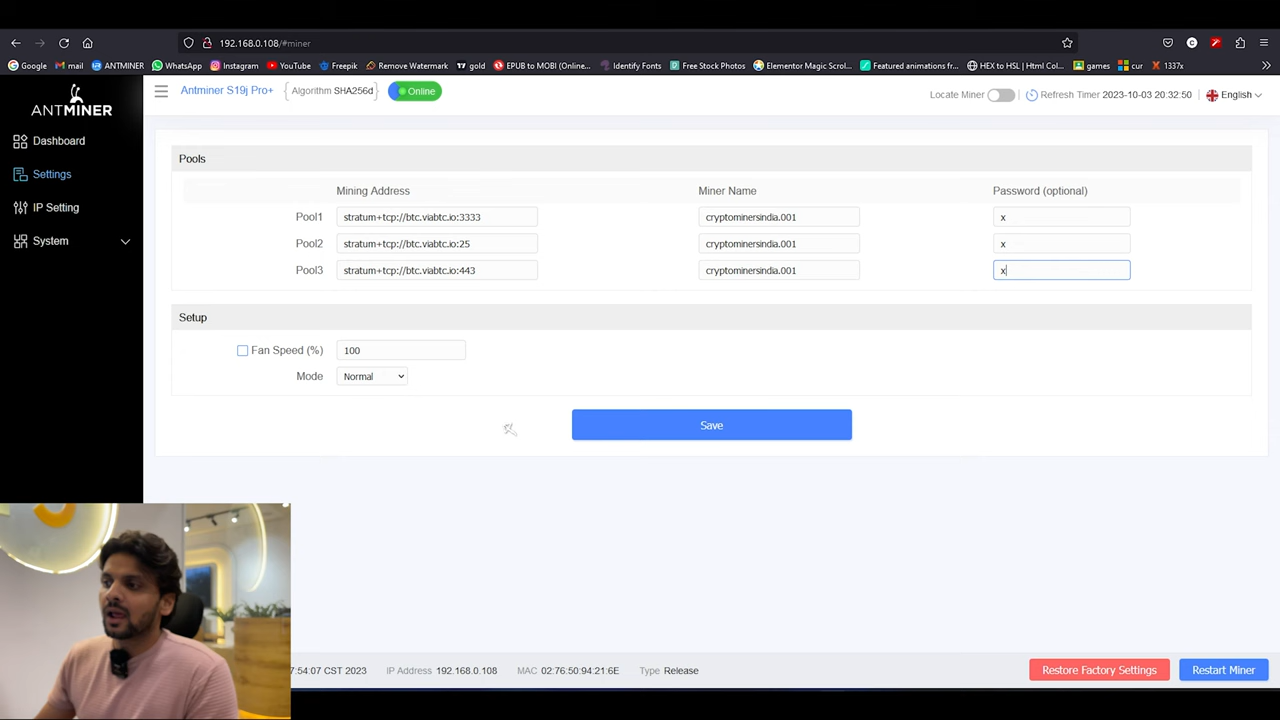 192.168.0.108/#miner
Google mail ANTMINER WhatsApp Instagram YouTube Freepik Remove Watermark gold EPUB to MOBI (Online... Identify Fonts Free Stock Photos Elementor Magic Scrol... Featured animations fr... HEX to HSL | Html Col... games cur 1337x
ANTMINER
Antminer S19j Pro+ Algorithm SHA256d Online
Locate Miner Refresh Timer 2023-10-03 20:32:50 English
Dashboard
Settings
IP Setting
System
Pools
Mining Address Miner Name Password (optional)
Pool1 stratum+tcp://btc.viabtc.io:3333 cryptominersindia.001 x
Pool2 stratum+tcp://btc.viabtc.io:25 cryptominersindia.001 x
Pool3 stratum+tcp://btc.viabtc.io:443 cryptominersindia.001 x
Setup
Fan Speed (%) 100
Mode Normal
Save
7:54:07 CST 2023 IP Address 192.168.0.108 MAC 02:76:50:94:21:6E Type Release Restore Factory Settings Restart Miner